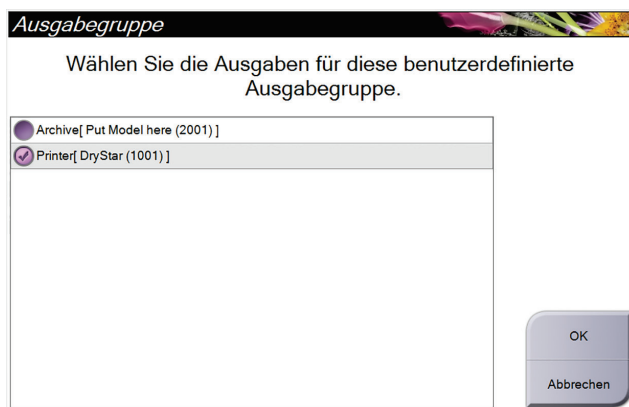 Ausgabegruppe
Wählen Sie die Ausgaben für diese benutzerdefinierte
Ausgabegruppe.
Archive[ Put Model here (2001) ]
Printer[ DryStar (1001) ]
OK
Abbrechen